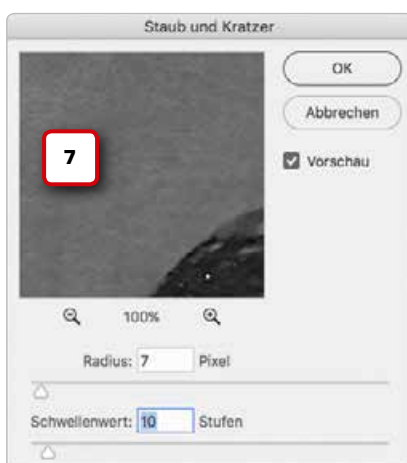 Staub und Kratzer
OK
Abbrechen
7
Vorschau
100%
Radius: 7 Pixel
Schwellenwert: 10 Stufen